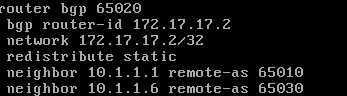 router bgp 65020
bgp router-id 172.17.17.2
network 172.17.17.2/32
redistribute static
neighbor 10.1.1.1 remote-as 65010
neighbor 10.1.1.6 remote-as 65030